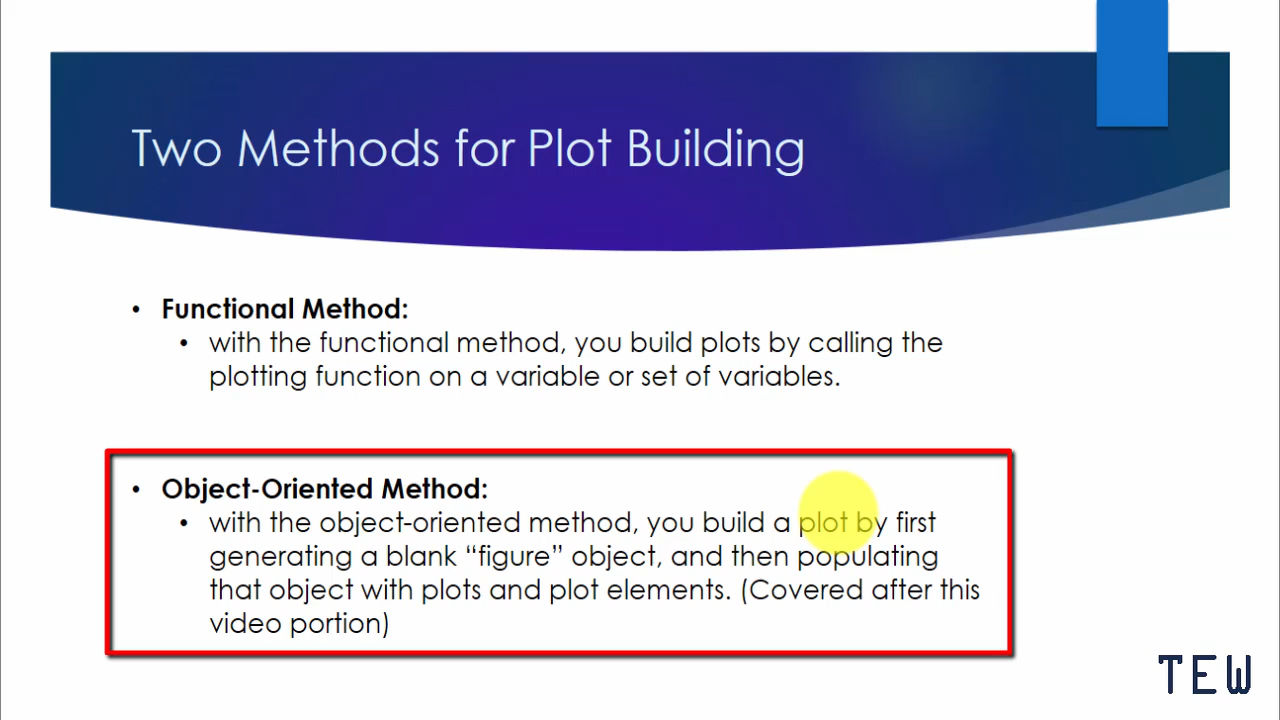 Two Methods for Plot Building
• Functional Method:
• with the functional method, you build plots by calling the
plotting function on a variable or set of variables.
• Object-Oriented Method:
• with the object-oriented method, you build a plot by first
generating a blank “figure” object, and then populating
that object with plots and plot elements. (Covered after this
video portion)
TEW